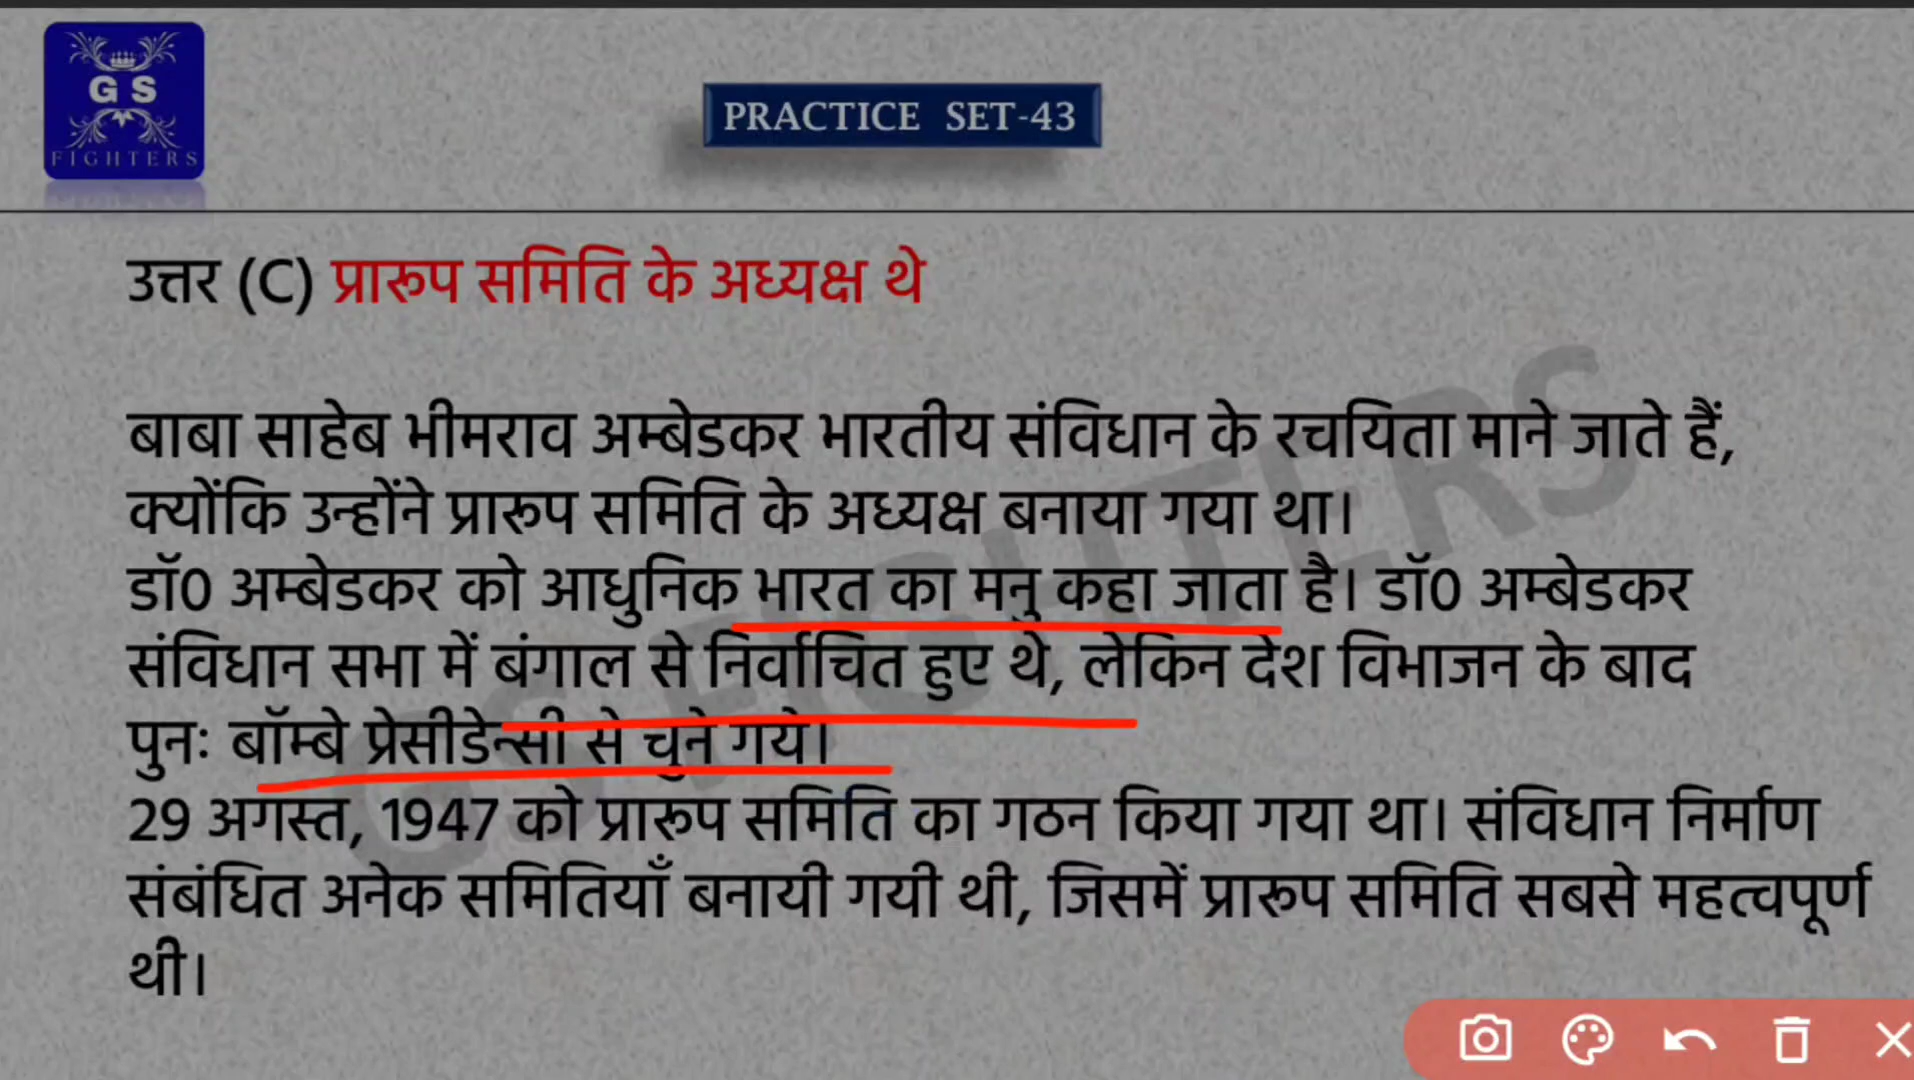 G S
FIGHTERS
PRACTICE SET-43
उत्तर (C) प्रारूप समिति के अध्यक्ष थे
बाबा साहेब भीमराव अम्बेडकर भारतीय संविधान के रचयिता माने जाते हैं,
क्योंकि उन्होंने प्रारूप समिति के अध्यक्ष बनाया गया था।
डॉ0 अम्बेडकर को आधुनिक भारत का मनु कहा जाता है। डॉ0 अम्बेडकर
संविधान सभा में बंगाल से निर्वाचित हुए थे, लेकिन देश विभाजन के बाद
पुनः बॉम्बे प्रेसीडेन्सी से चुने गये।
29 अगस्त, 1947 को प्रारूप समिति का गठन किया गया था। संविधान निर्माण
संबंधित अनेक समितियाँ बनायी गयी थी, जिसमें प्रारूप समिति सबसे महत्वपूर्ण
थी।
GS FIGHTERS